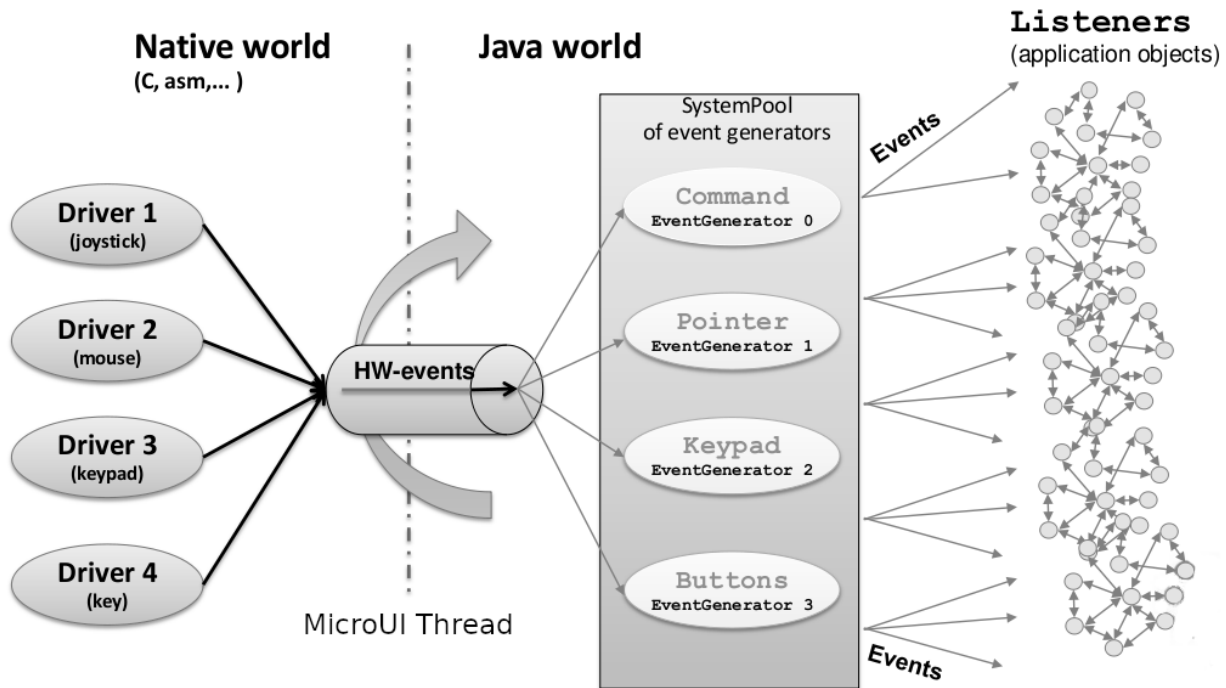 Native world
(C, asm,... )
Java world
Listeners
(application objects)
SystemPool
of event generators
Events
Driver 1
(joystick)
Driver 2
(mouse)
Driver 3
(keypad)
Driver 4
(key)
HW-events
Command
EventGenerator 0
Pointer
EventGenerator 1
Keypad
EventGenerator 2
Buttons
EventGenerator 3
MicroUI Thread
Events